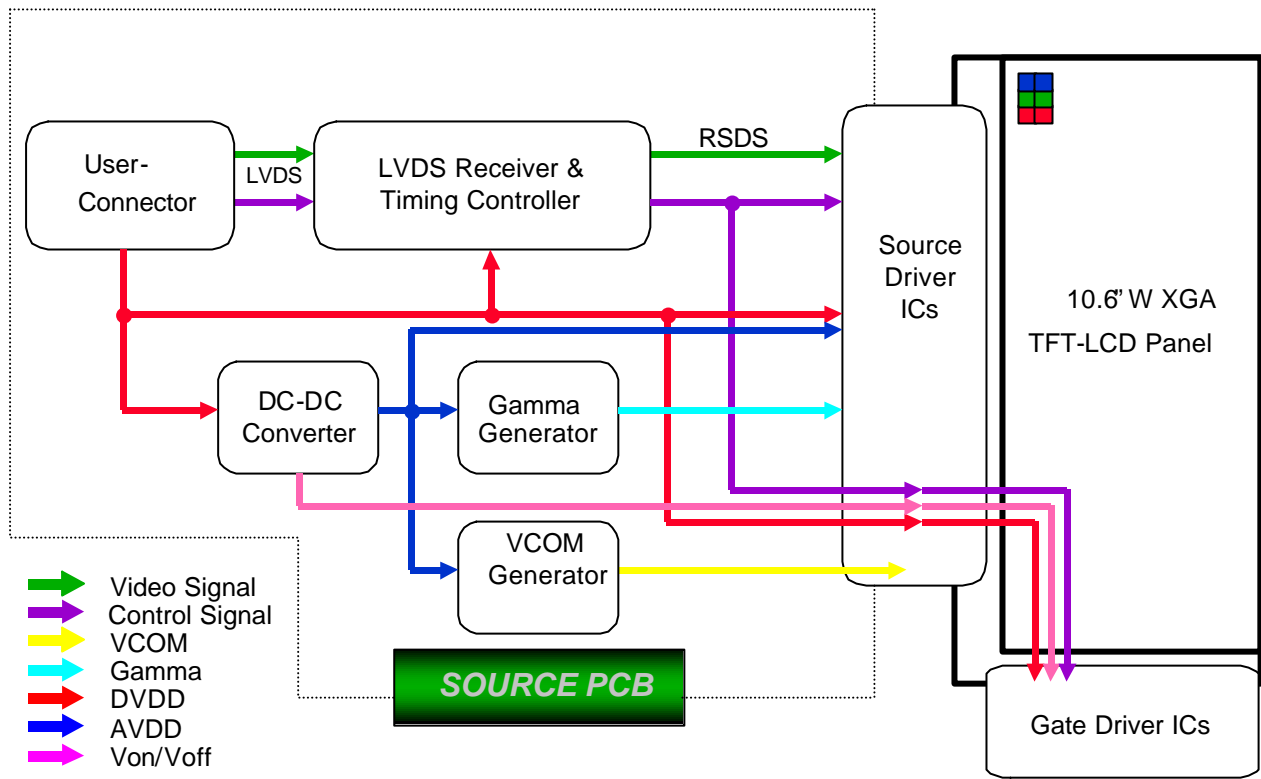 User-
Connector
LVDS
LVDS Receiver &
Timing Controller
RSDS
Source
Driver
ICs
10.6” W XGA
TFT-LCD Panel
DC-DC
Converter
Gamma
Generator
VCOM
Generator
Video Signal
Control Signal
VCOM
Gamma
DVDD
AVDD
Von/Voff
SOURCE PCB
Gate Driver ICs